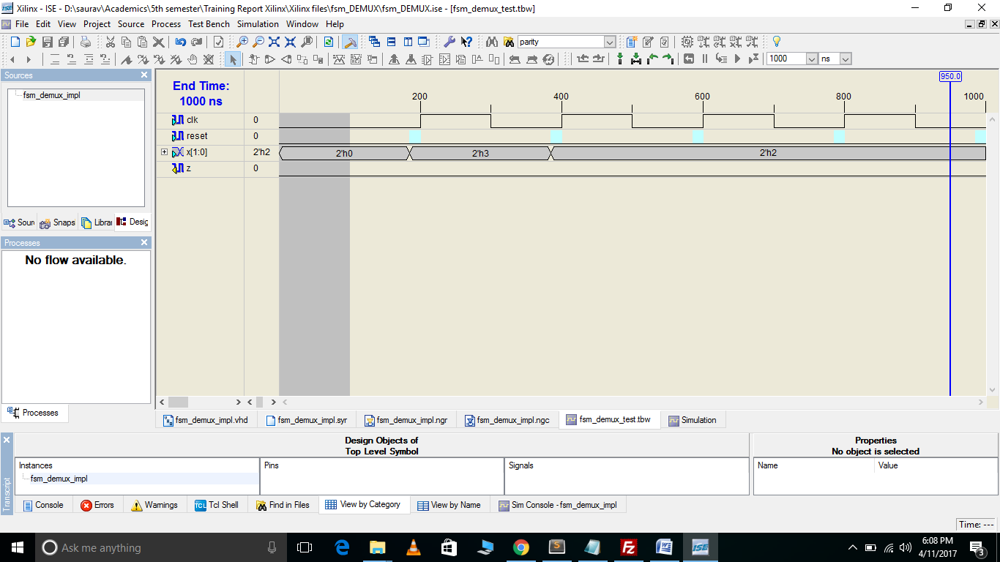 Xilinx - ISE - D:\saurav\Academics\5th semester\Training Report Xilinx\Xilinx files\fsm_DEMUX\fsm_DEMUX.ise - [fsm_demux_test.tbw]
File Edit View Project Source Process Test Bench Simulation Window Help
parity
1000 ns
Sources
fsm_demux_impl
Sour Snaps Librar Desig
Processes
No flow available.
Processes
950.0
End Time:
1000 ns
200 400 600 800 1000
clk 0
reset 0
x[1:0] 2'h2 2'h0 2'h3 2'h2
z 0
fsm_demux_impl.vhd fsm_demux_impl.syr fsm_demux_impl.ngr fsm_demux_impl.ngc fsm_demux_test.tbw Simulation
Transcript
Design Objects of
Top Level Symbol
Properties
No object is selected
Instances Pins Signals Name Value
fsm_demux_impl
Console Errors Warnings TCL Tcl Shell Find in Files View by Category View by Name Sim Console - fsm_demux_impl
Time: ---
Ask me anything
ISE
6:08 PM
4/11/2017
3